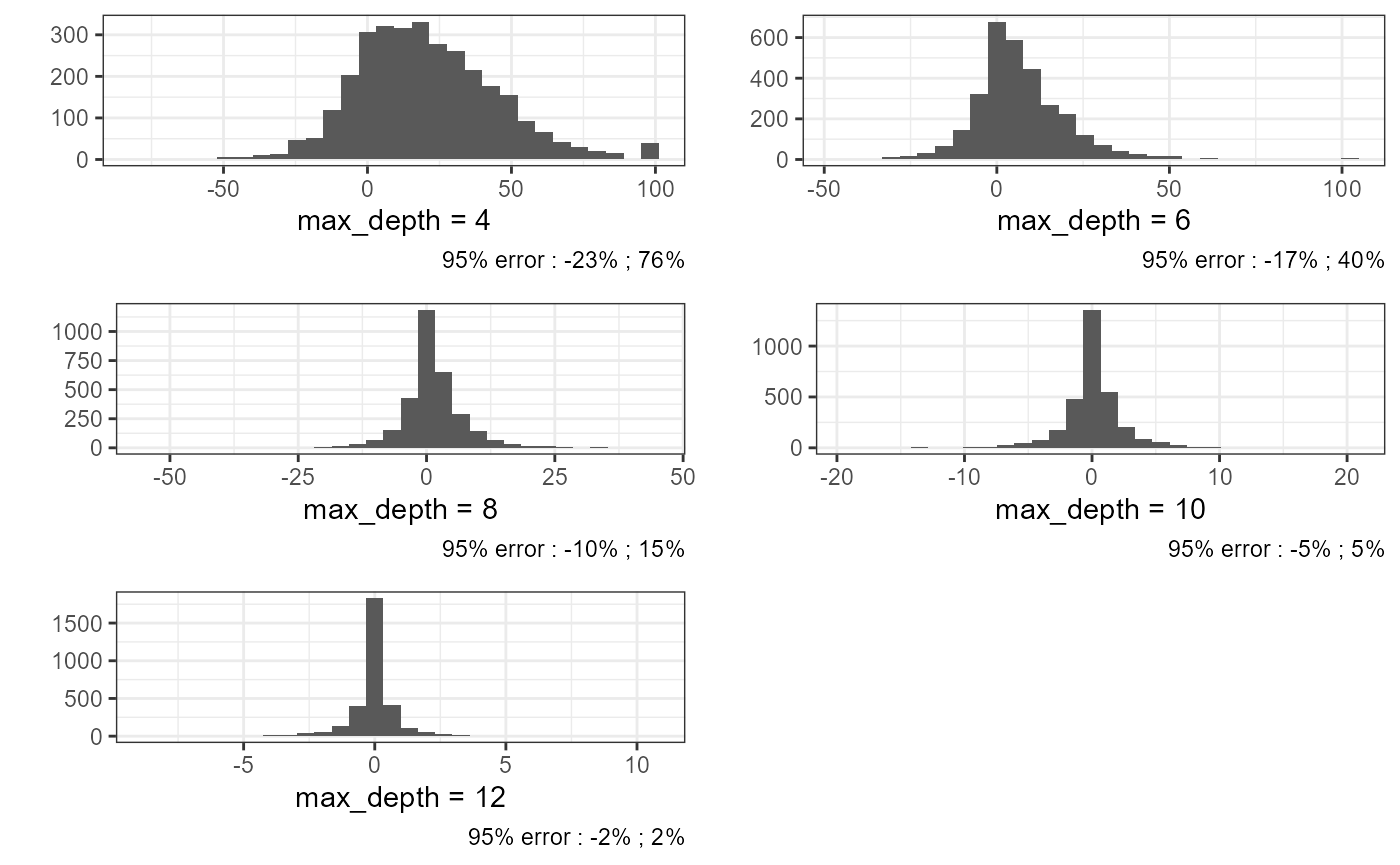 300
200
100
0
-50 0 50 100
max_depth = 4
95% error : -23% ; 76%
600
400
200
0
-50 0 50 100
max_depth = 6
95% error : -17% ; 40%
1000
750
500
250
0
-50 -25 0 25 50
max_depth = 8
95% error : -10% ; 15%
1000
500
0
-20 -10 0 10 20
max_depth = 10
95% error : -5% ; 5%
1500
1000
500
0
-5 0 5 10
max_depth = 12
95% error : -2% ; 2%